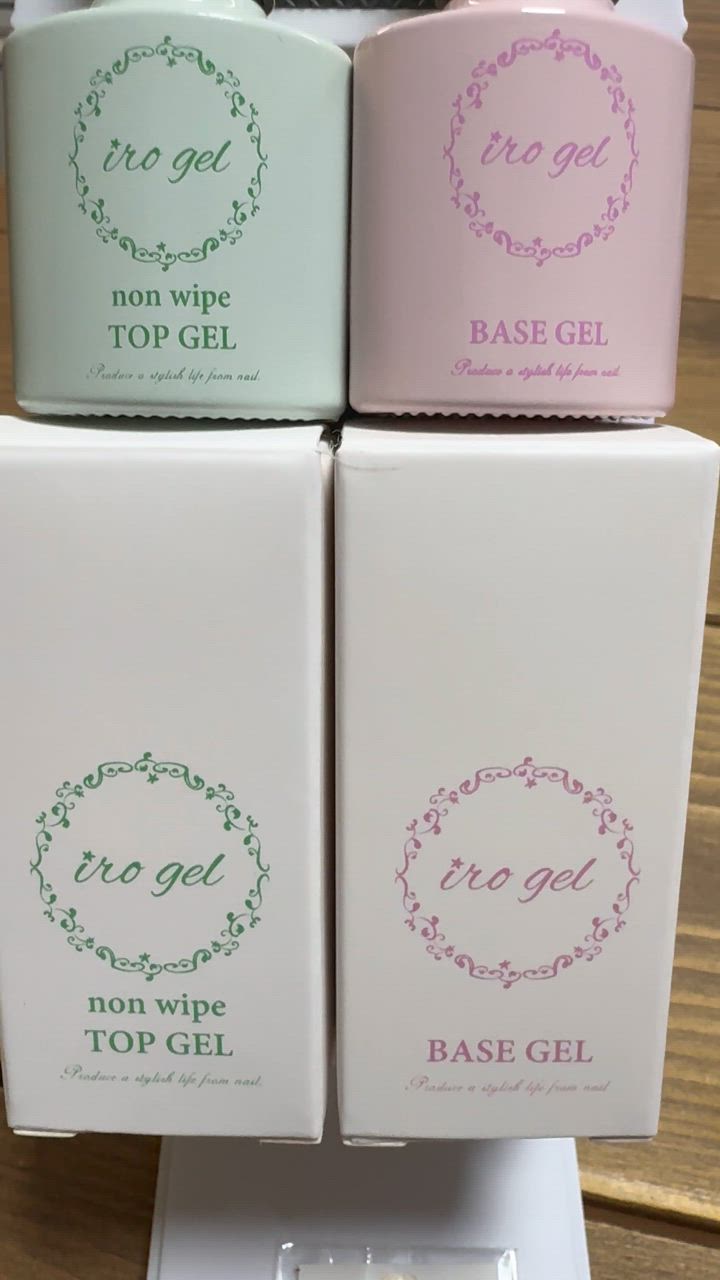 iro gel
non wipe
TOP GEL
Produce a stylish life from nail.
iro gel
BASE GEL
Produce a stylish life from nail.
iro gel
non wipe
TOP GEL
Produce a stylish life from nail.
iro gel
BASE GEL
Produce a stylish life from nail